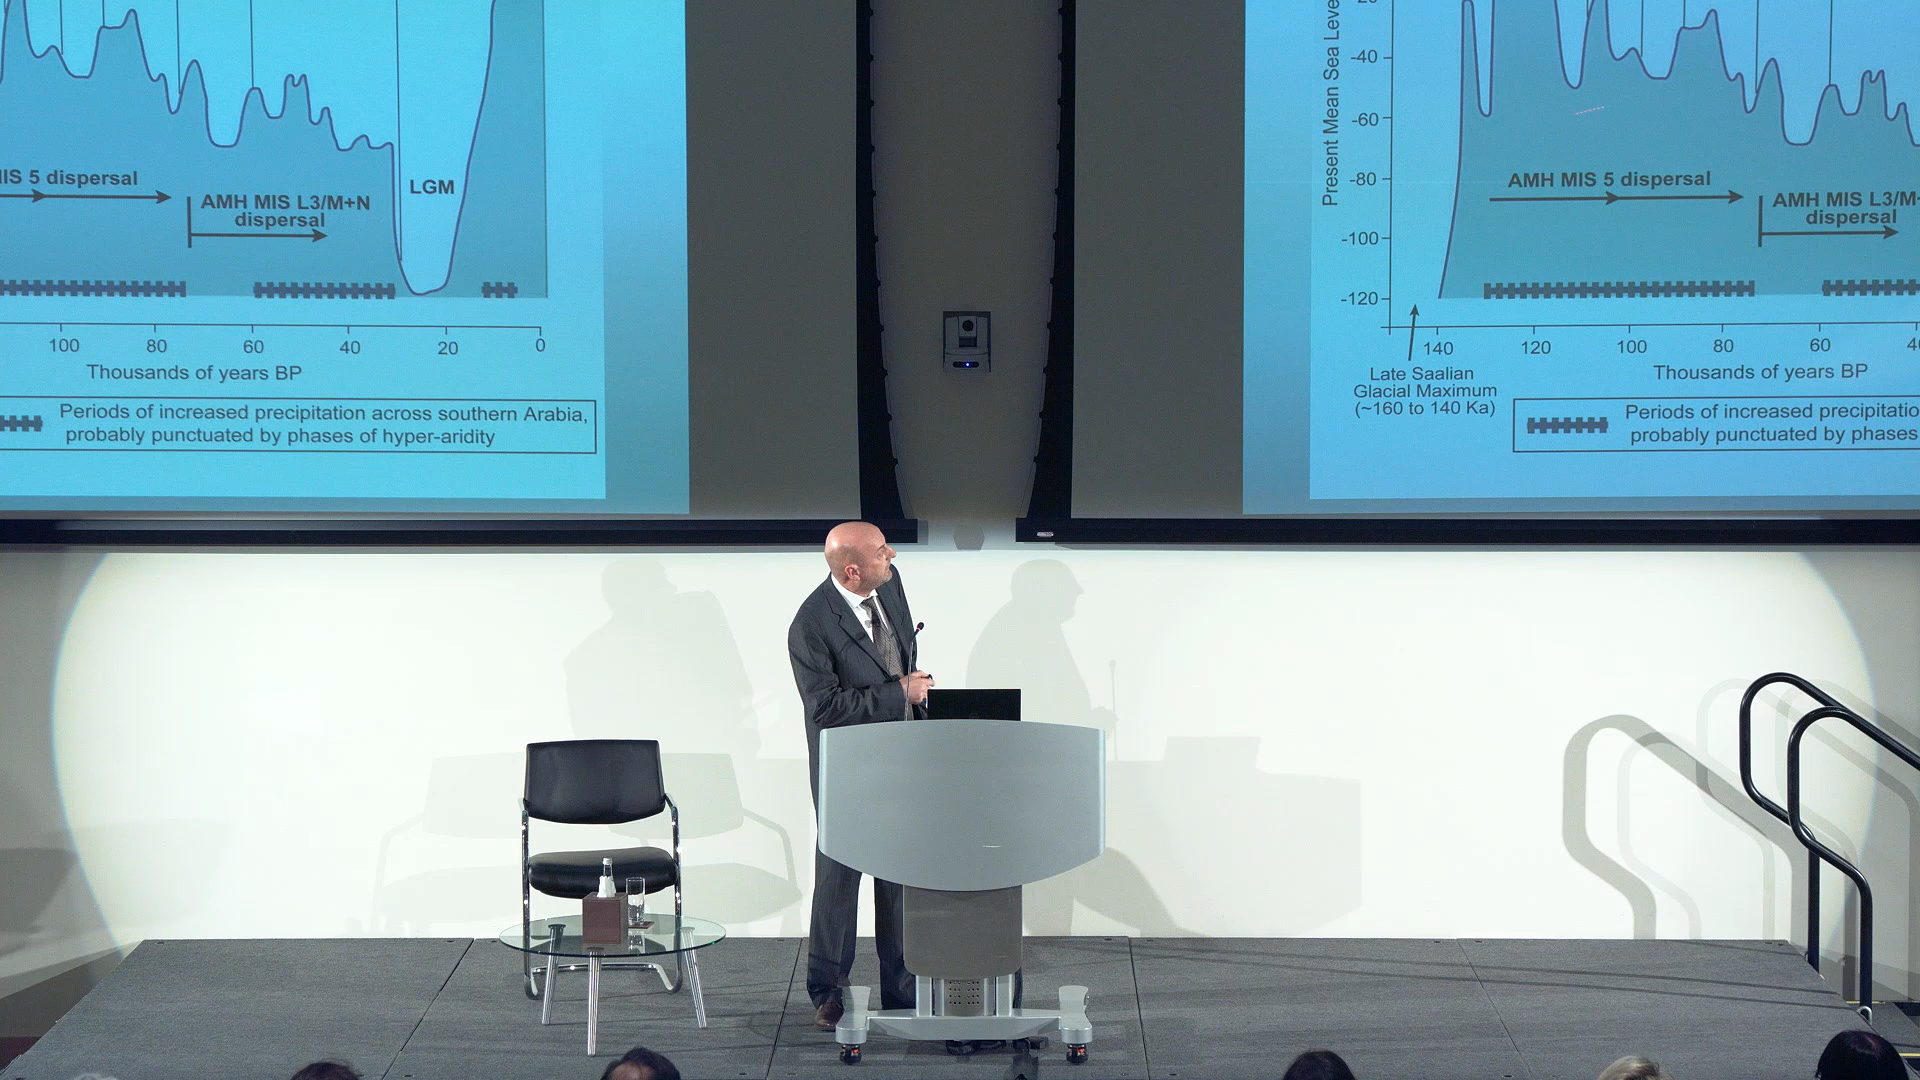 IIS 5 dispersal
AMH MIS L3/M+N
dispersal
LGM
100 80 60 40 20 0
Thousands of years BP
Periods of increased precipitation across southern Arabia,
probably punctuated by phases of hyper-aridity
Present Mean Sea Leve
-40
-60
-80
-100
-120
AMH MIS 5 dispersal
AMH MIS L3/M+
dispersal
140 120 100 80 60 40
Late Saalian
Glacial Maximum
(~160 to 140 Ka)
Thousands of years BP
Periods of increased precipitatio
probably punctuated by phases